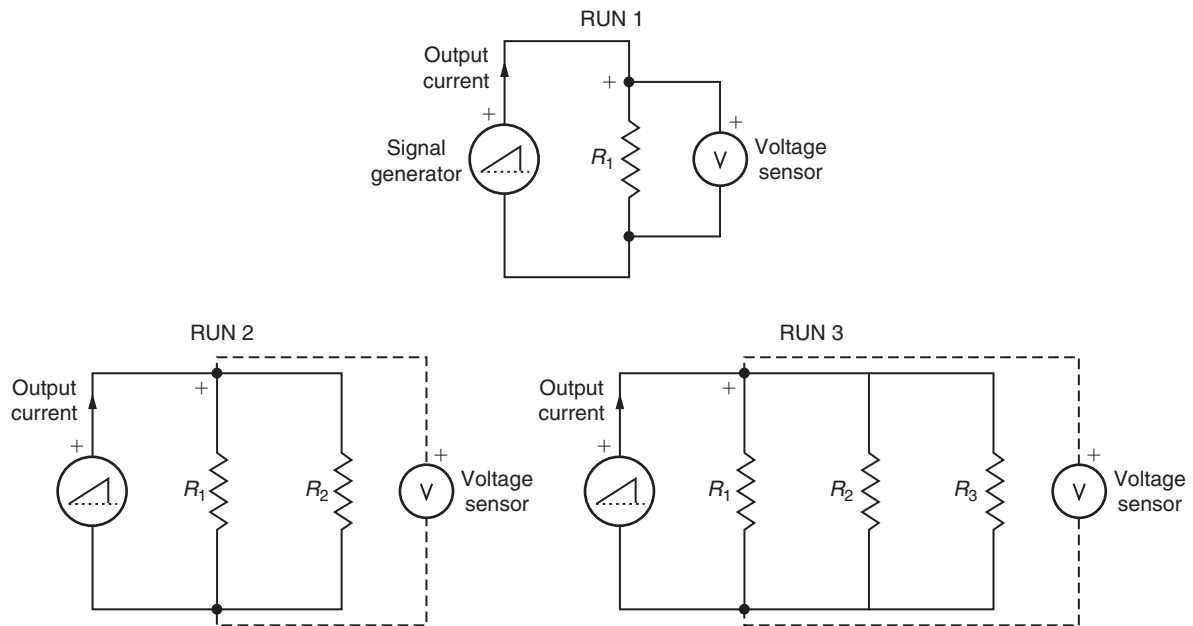 RUN 1
Output
current
+
+
+
Signal
generator
R1
V
Voltage
sensor
RUN 2
Output
current
+
+
+
R1
R2
V
Voltage
sensor
RUN 3
Output
current
+
+
+
R1
R2
R3
V
Voltage
sensor